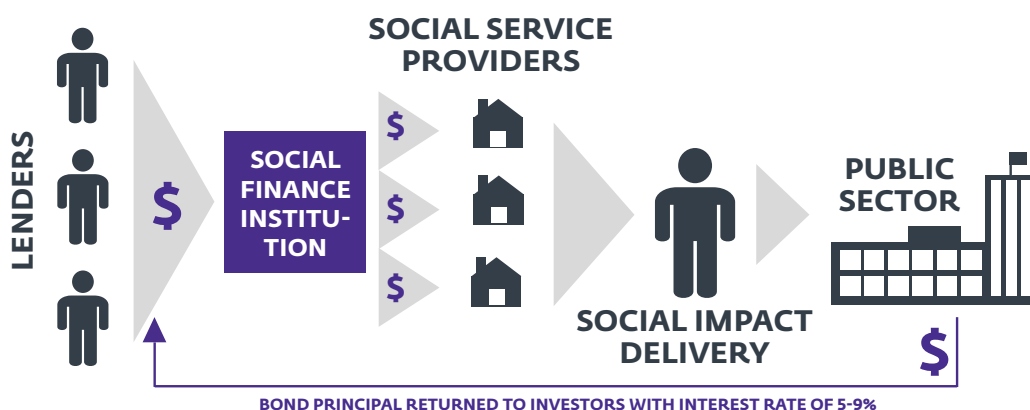 SOCIAL SERVICE
PROVIDERS
LENDERS
$
SOCIAL
FINANCE
INSTITU-
TION
$
$
$
PUBLIC
SECTOR
SOCIAL IMPACT
DELIVERY
$
BOND PRINCIPAL RETURNED TO INVESTORS WITH INTEREST RATE OF 5-9%